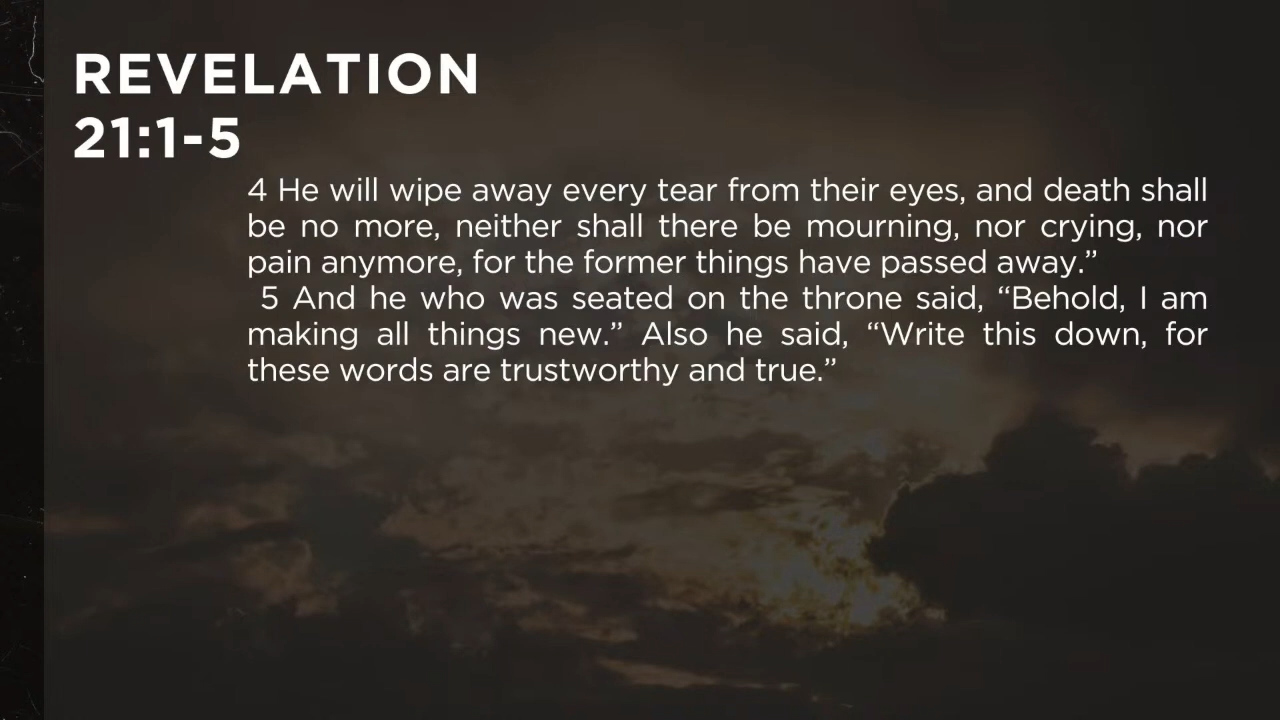 REVELATION
21:1-5
4 He will wipe away every tear from their eyes, and death shall
be no more, neither shall there be mourning, nor crying, nor
pain anymore, for the former things have passed away.”
5 And he who was seated on the throne said, “Behold, I am
making all things new.” Also he said, “Write this down, for
these words are trustworthy and true.”